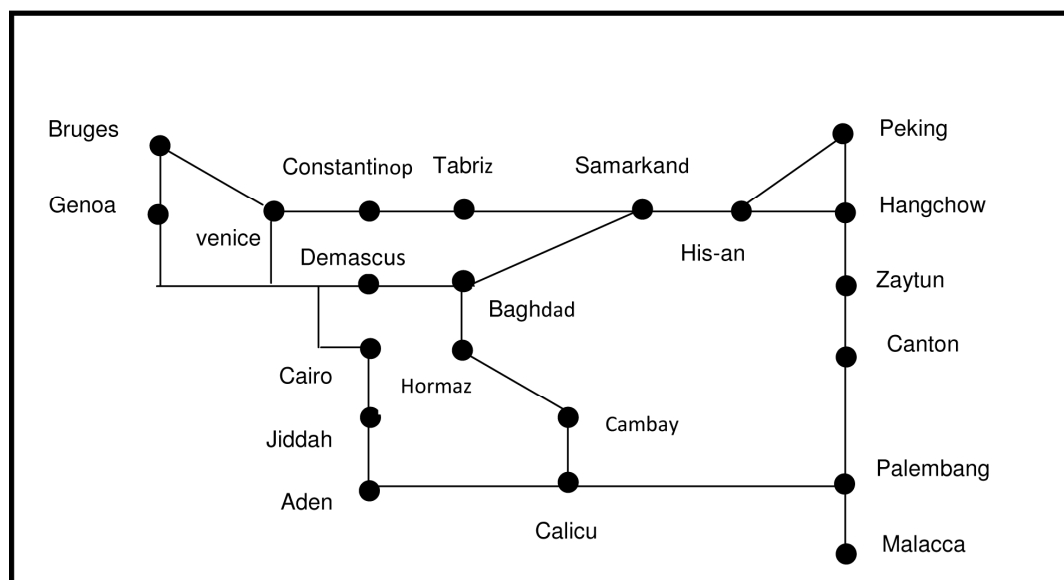 Bruges
Peking
Constantinop
Tabriz
Samarkand
Genoa
Hangchow
venice
His-an
Demascus
Zaytun
Baghdad
Canton
Cairo
Hormaz
Cambay
Jiddah
Palembang
Aden
Calicu
Malacca